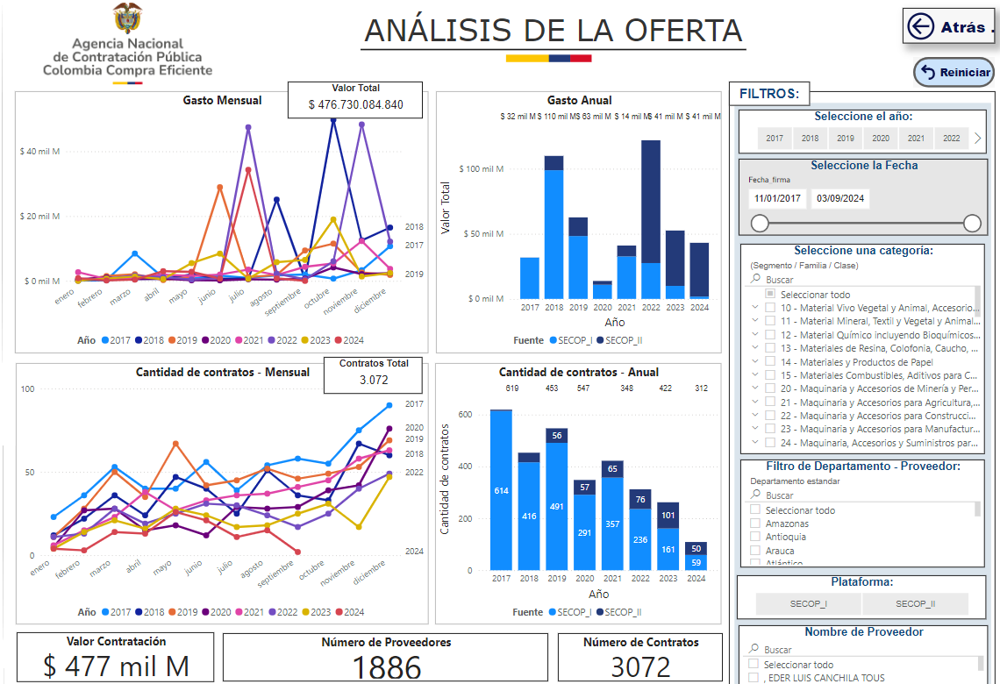 Agencia Nacional
de Contratación Pública
Colombia Compra Eficiente
ANÁLISIS DE LA OFERTA
Atrás .
Reiniciar
Gasto Mensual
Valor Total
$ 476.730.084.840
$ 40 mil M
$ 20 mil M
$ 0 mil M
2018
2017
2019
enero
febrero
marzo
abril
mayo
junio
julio
agosto
septiembre
octubre
noviembre
diciembre
Año 2017 2018 2019 2020 2021 2022 2023 2024
Gasto Anual
$ 32 mil M $ 110 mil M $ 63 mil M $ 14 mil M $ 41 mil M $ 41 mil M
Valor Total
$ 100 mil M
$ 50 mil M
$ 0 mil M
2017 2018 2019 2020 2021 2022 2023 2024
Año
Fuente SECOP_I SECOP_II
Cantidad de contratos - Mensual
Contratos Total
3.072
100
50
0
2017
2020
2019
2018
2022
2024
enero
febrero
marzo
abril
mayo
junio
julio
agosto
septiembre
octubre
noviembre
diciembre
Año 2017 2018 2019 2020 2021 2022 2023 2024
Cantidad de contratos - Anual
619 453 547 348 422 312
Cantidad de contratos
600
400
200
0
614
416
56
491
57
291
65
357
76
236
101
161
50
59
2017 2018 2019 2020 2021 2022 2023 2024
Año
Fuente SECOP_I SECOP_II
Valor Contratación
$ 477 mil M
Número de Proveedores
1886
Número de Contratos
3072
FILTROS:
Seleccione el año:
2017 2018 2019 2020 2021 2022
Seleccione la Fecha
Fecha_firma
11/01/2017 03/09/2024
Seleccione una categoría:
(Segmento / Familia / Clase)
Buscar
Seleccionar todo
10 - Material Vivo Vegetal y Animal, Accesorio...
11 - Material Mineral, Textil y Vegetal y Animal...
12 - Material Químico incluyendo Bioquímicos...
13 - Materiales de Resina, Colofonia, Caucho, ...
14 - Materiales y Productos de Papel
15 - Materiales Combustibles, Aditivos para C...
20 - Maquinaria y Accesorios de Minería y Per...
21 - Maquinaria y Accesorios para Agricultura,...
22 - Maquinaria y Accesorios para Construcci...
23 - Maquinaria y Accesorios para Manufactur...
24 - Maquinaria, Accesorios y Suministros par...
Filtro de Departamento - Proveedor:
Departamento estandar
Buscar
Seleccionar todo
Amazonas
Antioquia
Arauca
Atlántico
Plataforma:
SECOP_I SECOP_II
Nombre de Proveedor
Buscar
Seleccionar todo
, EDER LUIS CANCHILA TOUS